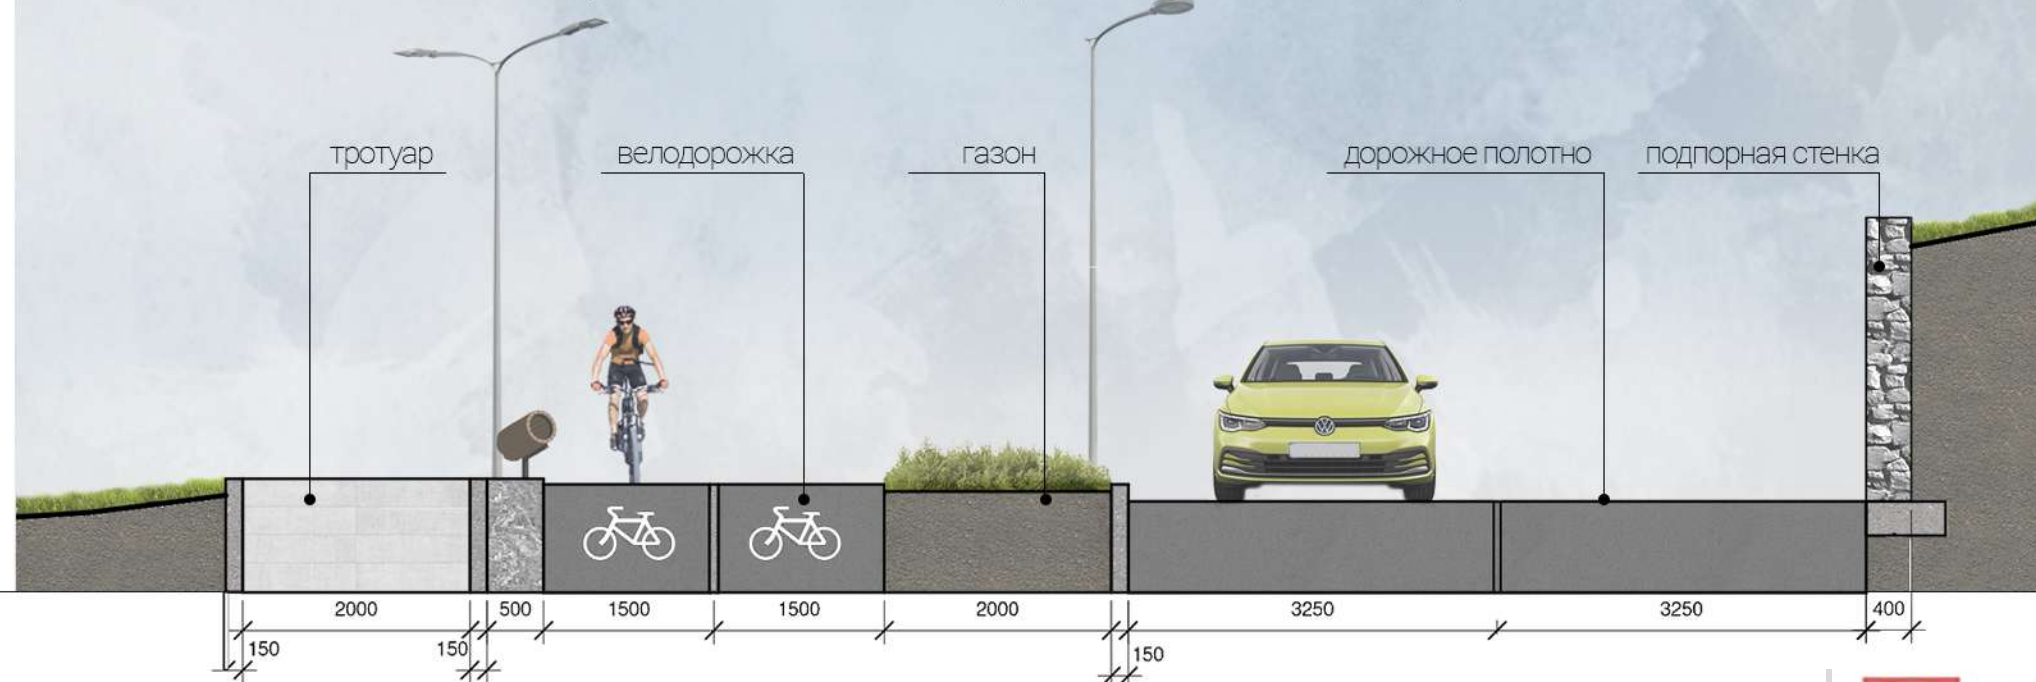 тротуар
велодорожка
газон
дорожное полотно
подпорная стенка
2000
500
1500
1500
2000
3250
3250
400
150
150
150